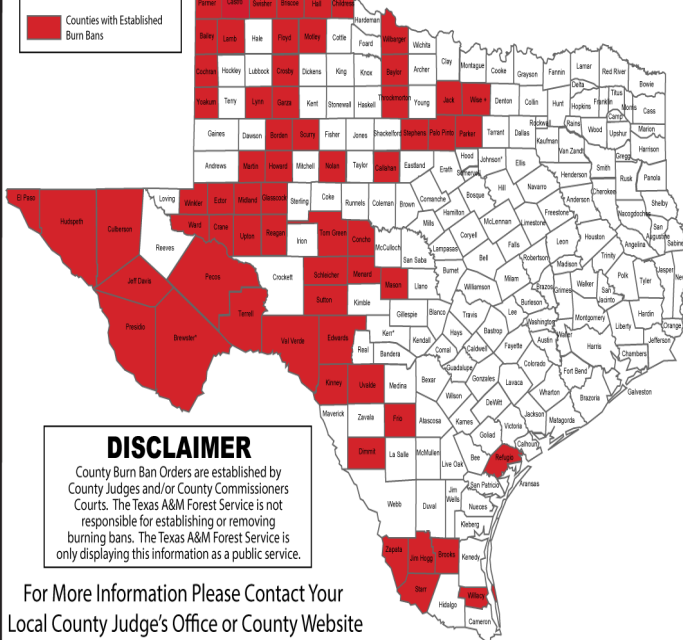 Parmer Castro Swisher Briscoe Hall Childress
Hardeman
Counties with Established
Burn Bans
Bailey Lamb Hale Floyd Motley Cottle Foard Wilbarger Wichita
Clay Montague Cooke Grayson Fannin Lamar Red River Bowie
Cochran Hockley Lubbock Crosby Dickens King Knox Baylor Archer
Delta Titus Franklin Morris Cass
Yoakum Terry Lynn Garza Kent Stonewall Haskell Throckmorton Young Jack Wise * Denton Collin Hunt Hopkins
Camp Marion
Gaines Dawson Borden Scurry Fisher Jones Shackelford Stephens Palo Pinto Parker Tarrant Dallas Rockwall Kaufman Rains Wood Upshur
Van Zandt Gregg Harrison
Andrews Martin Howard Mitchell Nolan Taylor Callahan Eastland Erath Hood Somervell Johnson* Ellis Henderson Smith Rusk Panola
El Paso Hudspeth Culberson Loving Winkler Ector Midland Glasscock Sterling Coke Runnels Coleman Brown Comanche Bosque Hill Navarro Anderson Cherokee Shelby
Hamilton Freestone Nacogdoches
Reeves Ward Crane Upton Reagan Irion Tom Green Concho McCulloch Mills Coryell McLennan Limestone Leon Houston Angelina San Augustine Sabine
San Saba Lampasas Bell Falls Robertson Madison Trinity
Jeff Davis Pecos Crockett Schleicher Menard Mason Llano Burnet Williamson Milam Brazos Grimes Walker San Jacinto Polk Tyler Jasper
Sutton Kimble Gillespie Blanco Travis Lee Burleson Washington Montgomery Liberty Hardin Orange
Presidio Brewster* Terrell Val Verde Edwards Real Kerr* Kendall Hays Bastrop Caldwell Fayette Austin Waller Harris Jefferson
Bandera Comal Guadalupe Colorado Fort Bend Chambers
Kinney Uvalde Medina Bexar Gonzales Lavaca Wharton Brazoria Galveston
Wilson DeWitt Jackson Matagorda
Maverick Zavala Frio Atascosa Karnes Victoria
Goliad Calhoun
Dimmit La Salle McMullen Live Oak Bee Refugio
San Patricio Aransas
Webb Duval Jim Wells Nueces
Kleberg
Zapata Jim Hogg Brooks Kenedy
Starr Hidalgo Willacy
Cameron
DISCLAIMER
County Burn Ban Orders are established by
County Judges and/or County Commissioners
Courts. The Texas A&M Forest Service is not
responsible for establishing or removing
burning bans. The Texas A&M Forest Service is
only displaying this information as a public service.
For More Information Please Contact Your
Local County Judge's Office or County Website